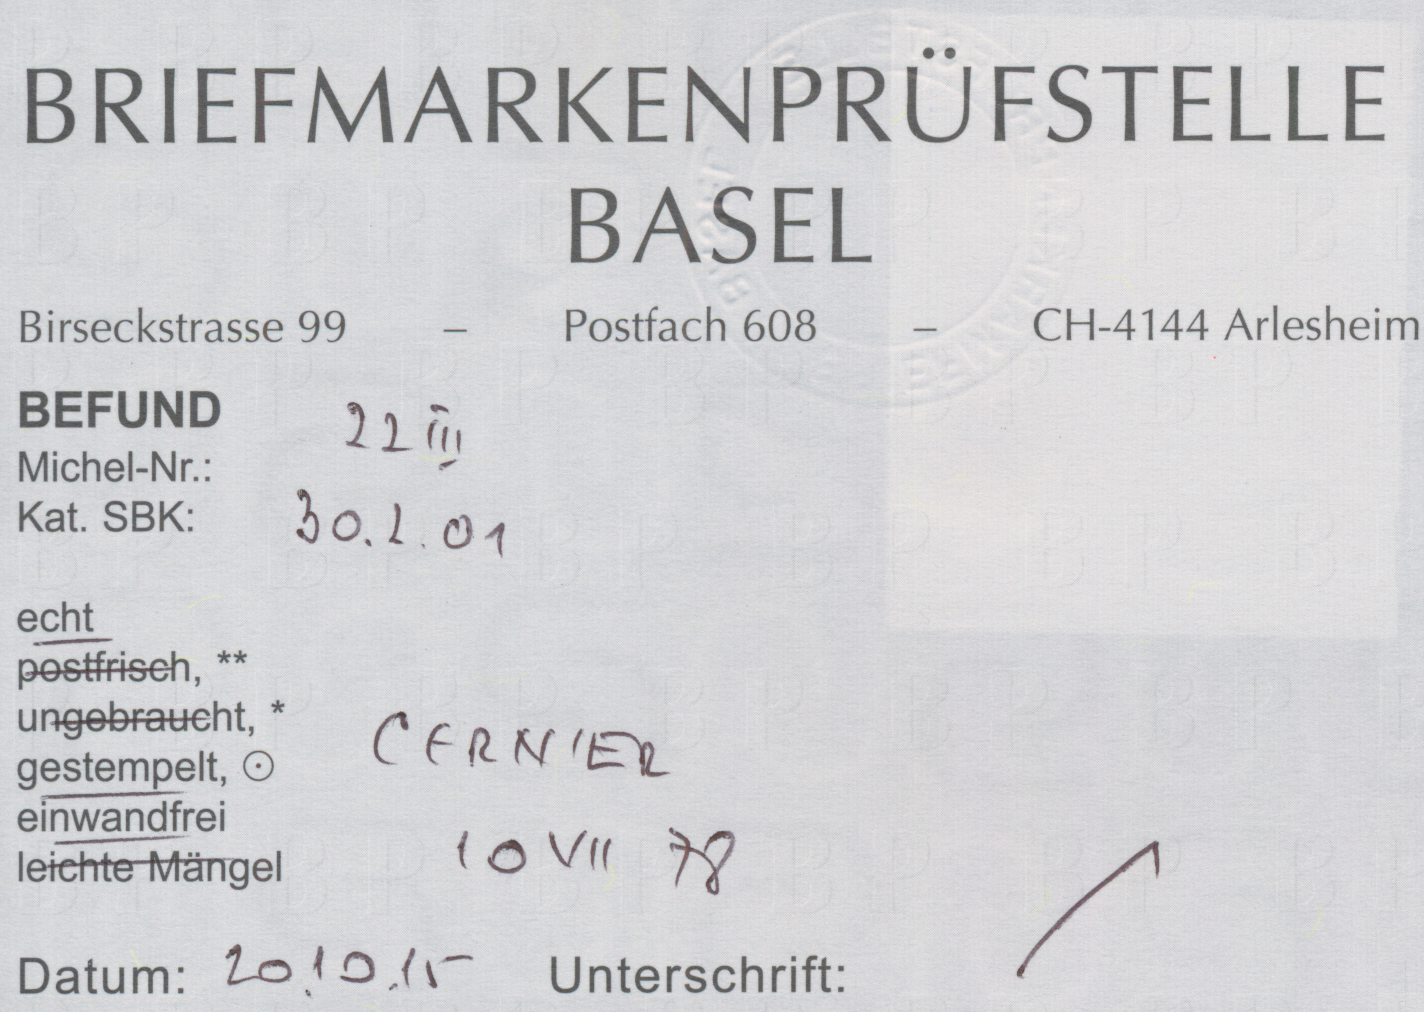 BRIEFMARKENPRÜFSTELLE
BASEL
Birseckstrasse 99 – Postfach 608 – CH-4144 Arlesheim
BEFUND
Michel-Nr.: 22 III
Kat. SBK: 30.2.01
echt
postfrisch, **
ungebraucht, *
gestempelt, ⊙ CERNIER
einwandfrei
leichte Mängel 10 VII 78
Datum: 20.10.15 Unterschrift: